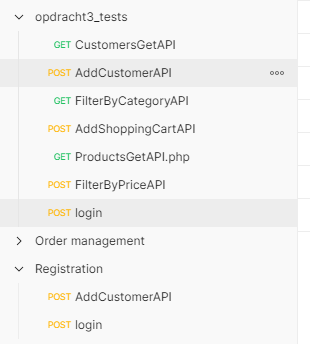 opdracht3_tests
GET CustomersGetAPI
POST AddCustomerAPI
GET FilterByCategoryAPI
POST AddShoppingCartAPI
GET ProductsGetAPI.php
POST FilterByPriceAPI
POST login
Order management
Registration
POST AddCustomerAPI
POST login